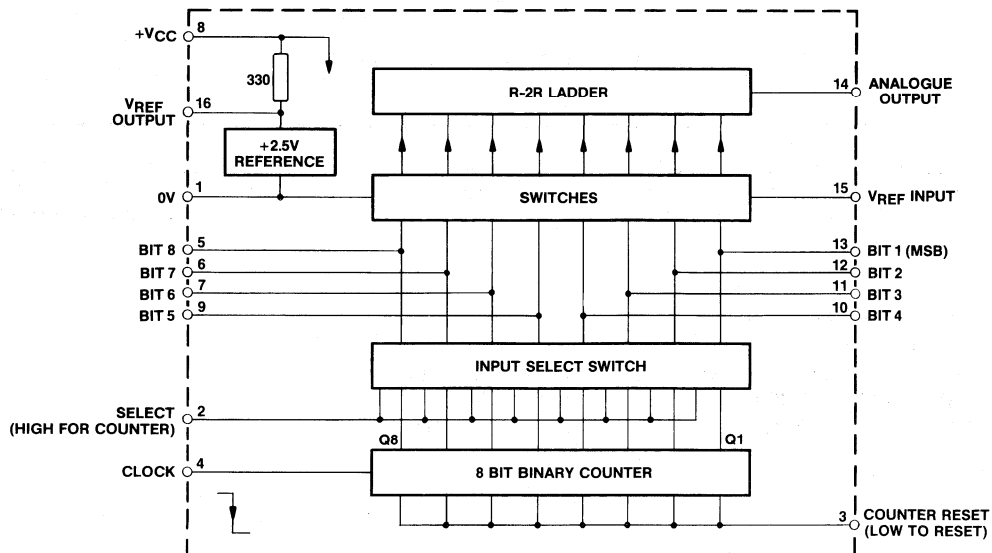 +VCC
8
330
VREF
OUTPUT
16
+2.5V
REFERENCE
R-2R LADDER
14
ANALOGUE
OUTPUT
0V
1
SWITCHES
15
VREF INPUT
BIT 8
5
13
BIT 1 (MSB)
BIT 7
6
12
BIT 2
BIT 6
7
11
BIT 3
BIT 5
9
10
BIT 4
INPUT SELECT SWITCH
SELECT
(HIGH FOR COUNTER)
2
Q8
Q1
CLOCK
4
8 BIT BINARY COUNTER
3
COUNTER RESET
(LOW TO RESET)